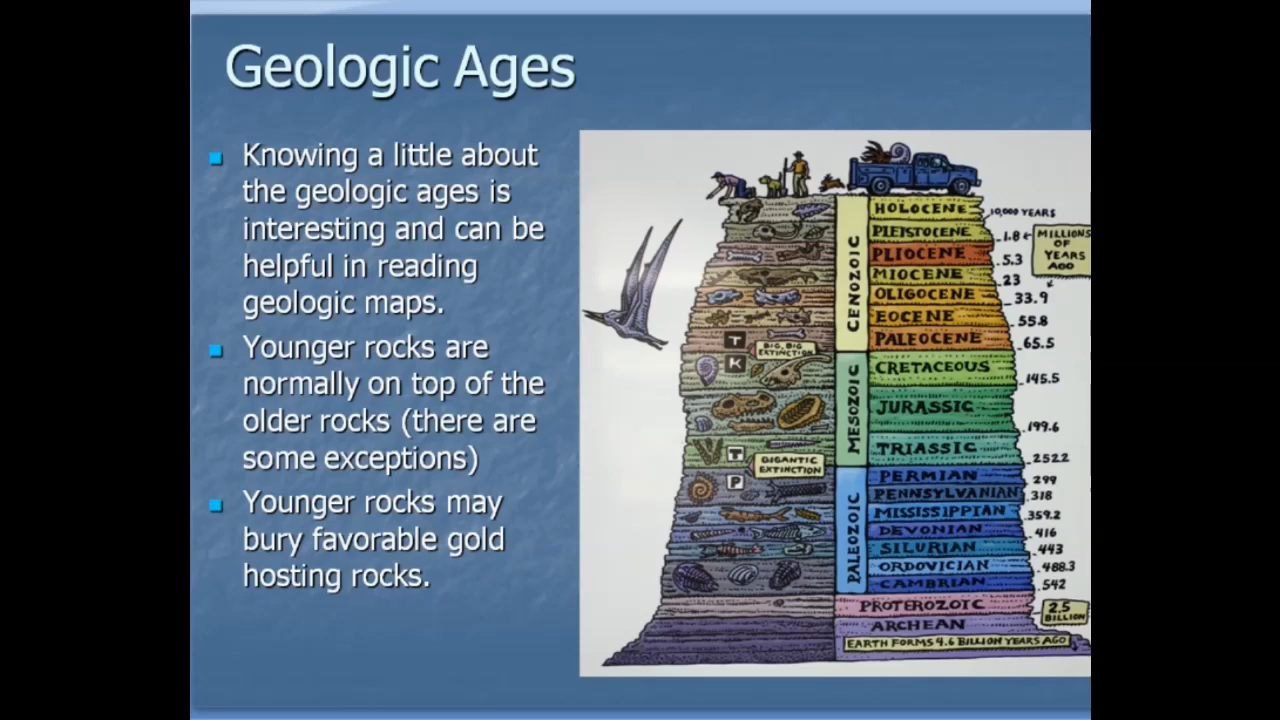 Geologic Ages
Knowing a little about
the geologic ages is
interesting and can be
helpful in reading
geologic maps.
Younger rocks are
normally on top of the
older rocks (there are
some exceptions)
Younger rocks may
bury favorable gold
hosting rocks.
CENOZOIC
HOLOCENE
10,000 YEARS
PLEISTOCENE
1.8
MILLIONS
OF
YEARS
AGO
PLIOCENE
5.3
MIOCENE
23
OLIGOCENE
33.9
EOCENE
55.8
PALEOCENE
65.5
T
BIG, BIG
EXTINCTION
K
MESOZOIC
CRETACEOUS
145.5
JURASSIC
199.6
TRIASSIC
252.2
T
GIGANTIC
EXTINCTION
P
PALEOZOIC
PERMIAN
299
PENNSYLVANIAN
318
MISSISSIPPIAN
359.2
DEVONIAN
416
SILURIAN
443
ORDOVICIAN
488.3
CAMBRIAN
542
PROTEROZOIC
2.5
BILLION
ARCHEAN
EARTH FORMS 4.6 BILLION YEARS AGO